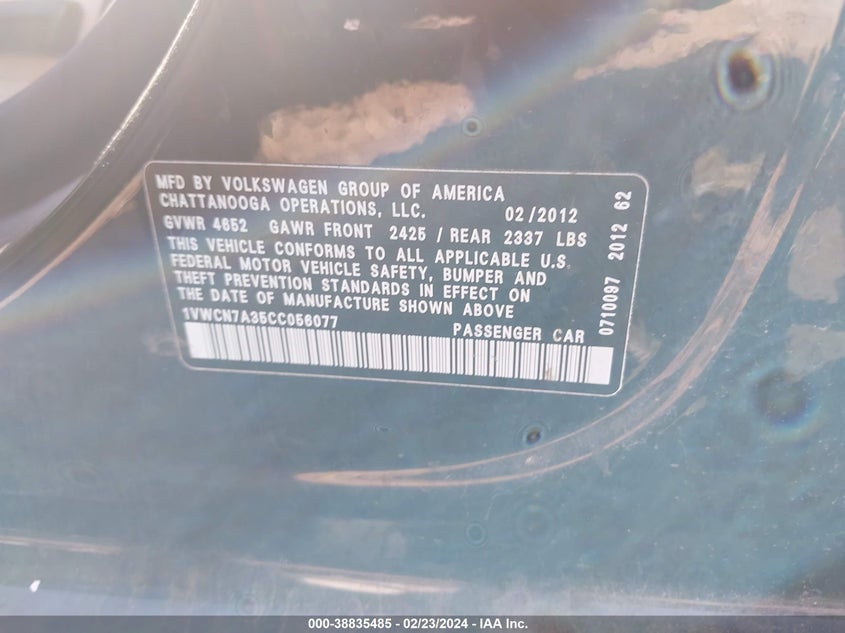 MFD BY VOLKSWAGEN GROUP OF AMERICA
CHATTANOOGA OPERATIONS, LLC. 02/2012
GVWR 4652 GAWR FRONT 2425 / REAR 2337 LBS
THIS VEHICLE CONFORMS TO ALL APPLICABLE U.S.
FEDERAL MOTOR VEHICLE SAFETY, BUMPER AND
THEFT PREVENTION STANDARDS IN EFFECT ON
THE DATE OF MANUFACTURE SHOWN ABOVE
1VWCN7A35CC056077 PASSENGER CAR
0710097 2012 62
000-38835485 - 02/23/2024 - IAA Inc.